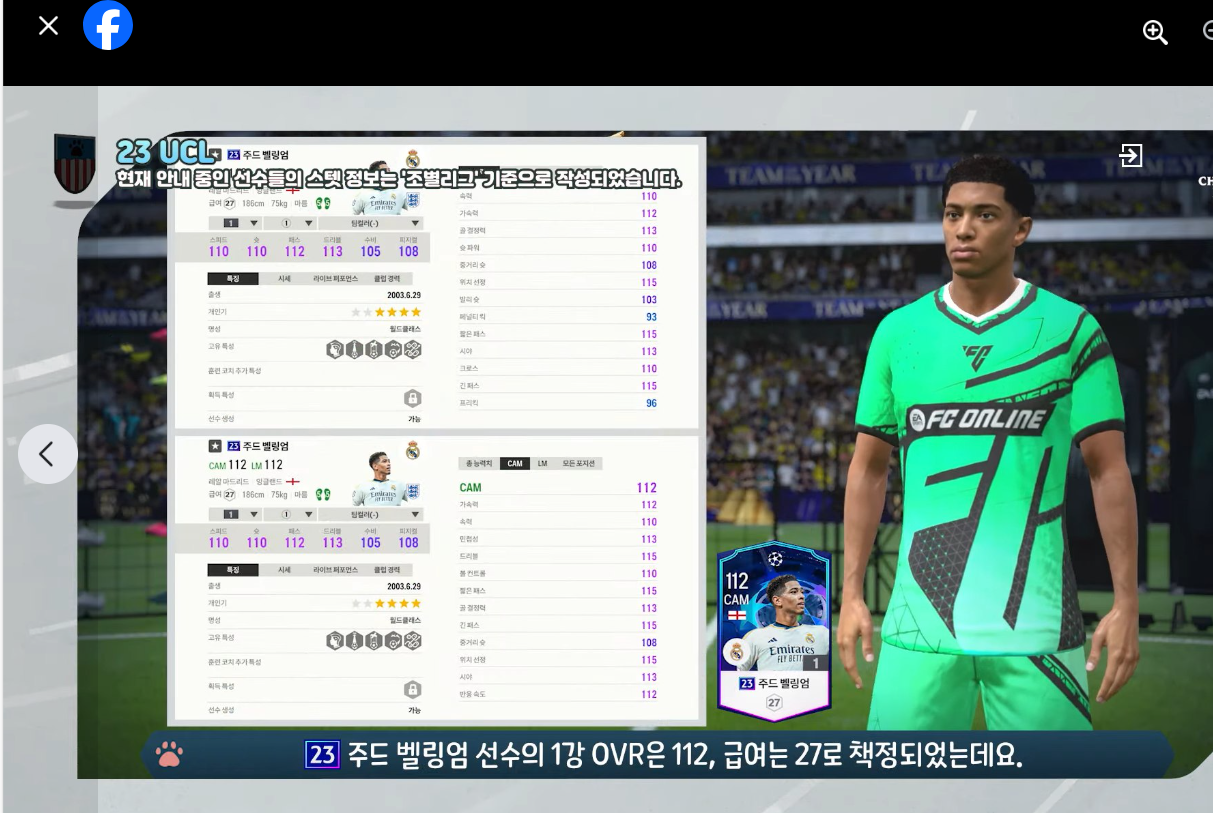 23 UCL
현재 안내 중인 선수들의 스텟 정보는 '조별리그' 기준으로 작성되었습니다.
TEAM OF THE YEAR
CH
23 주드 벨링엄
레알 마드리드 잉글랜드
급여 27 186cm 75kg 마름 5 5
1 1 팀컬러(-)
스피드 슛 패스 드리블 수비 피지컬
110 110 112 113 105 108
특징 시세 라이브 퍼포먼스 클럽 경력
출생 2003.6.29
개인기
명성 월드클래스
고유 특성
훈련 코치 추가 특성
획득 특성
선수 생성 가능
속력 110
가속력 112
골 결정력 113
슛 파워 110
중거리 슛 108
위치 선정 115
발리 슛 103
페널티 킥 93
짧은 패스 115
시야 113
크로스 110
긴 패스 115
프리킥 96
23 주드 벨링엄
CAM 112 LM 112
레알 마드리드 잉글랜드
급여 27 186cm 75kg 마름 5 5
1 1 팀컬러(-)
스피드 슛 패스 드리블 수비 피지컬
110 110 112 113 105 108
특징 시세 라이브 퍼포먼스 클럽 경력
출생 2003.6.29
개인기
명성 월드클래스
고유 특성
훈련 코치 추가 특성
획득 특성
선수 생성 가능
총 능력치 CAM LM 모든 포지션
CAM 112
가속력 112
속력 110
민첩성 113
드리블 115
볼 컨트롤 110
짧은 패스 115
골 결정력 113
긴 패스 115
중거리 슛 108
위치 선정 115
시야 113
반응 속도 112
112
CAM
Emirates
FLY BETTER
1
23 주드 벨링엄
27
FC
EA SPORTS FC ONLINE
23 주드 벨링엄 선수의 1강 OVR은 112, 급여는 27로 책정되었는데요.